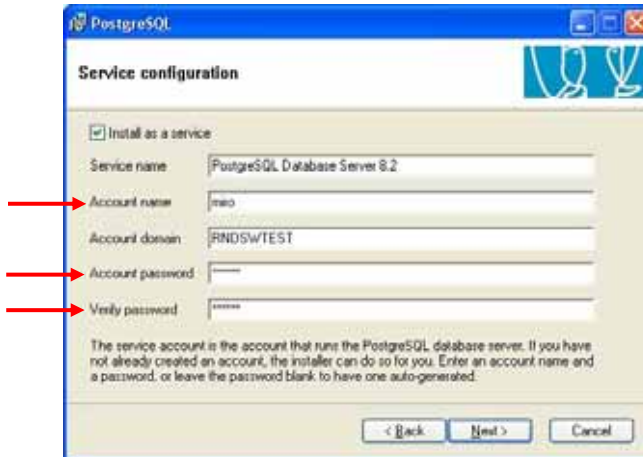 PostgreSQL
Service configuration
Install as a service
Service name PostgreSQL Database Server 8.2
Account name miro
Account domain RNDSWTEST
Account password
Verify password
The service account is the account that runs the PostgreSQL database server. If you have
not already created an account, the installer can do so for you. Enter an account name and
a password, or leave the password blank to have one auto-generated.
< Back Next > Cancel